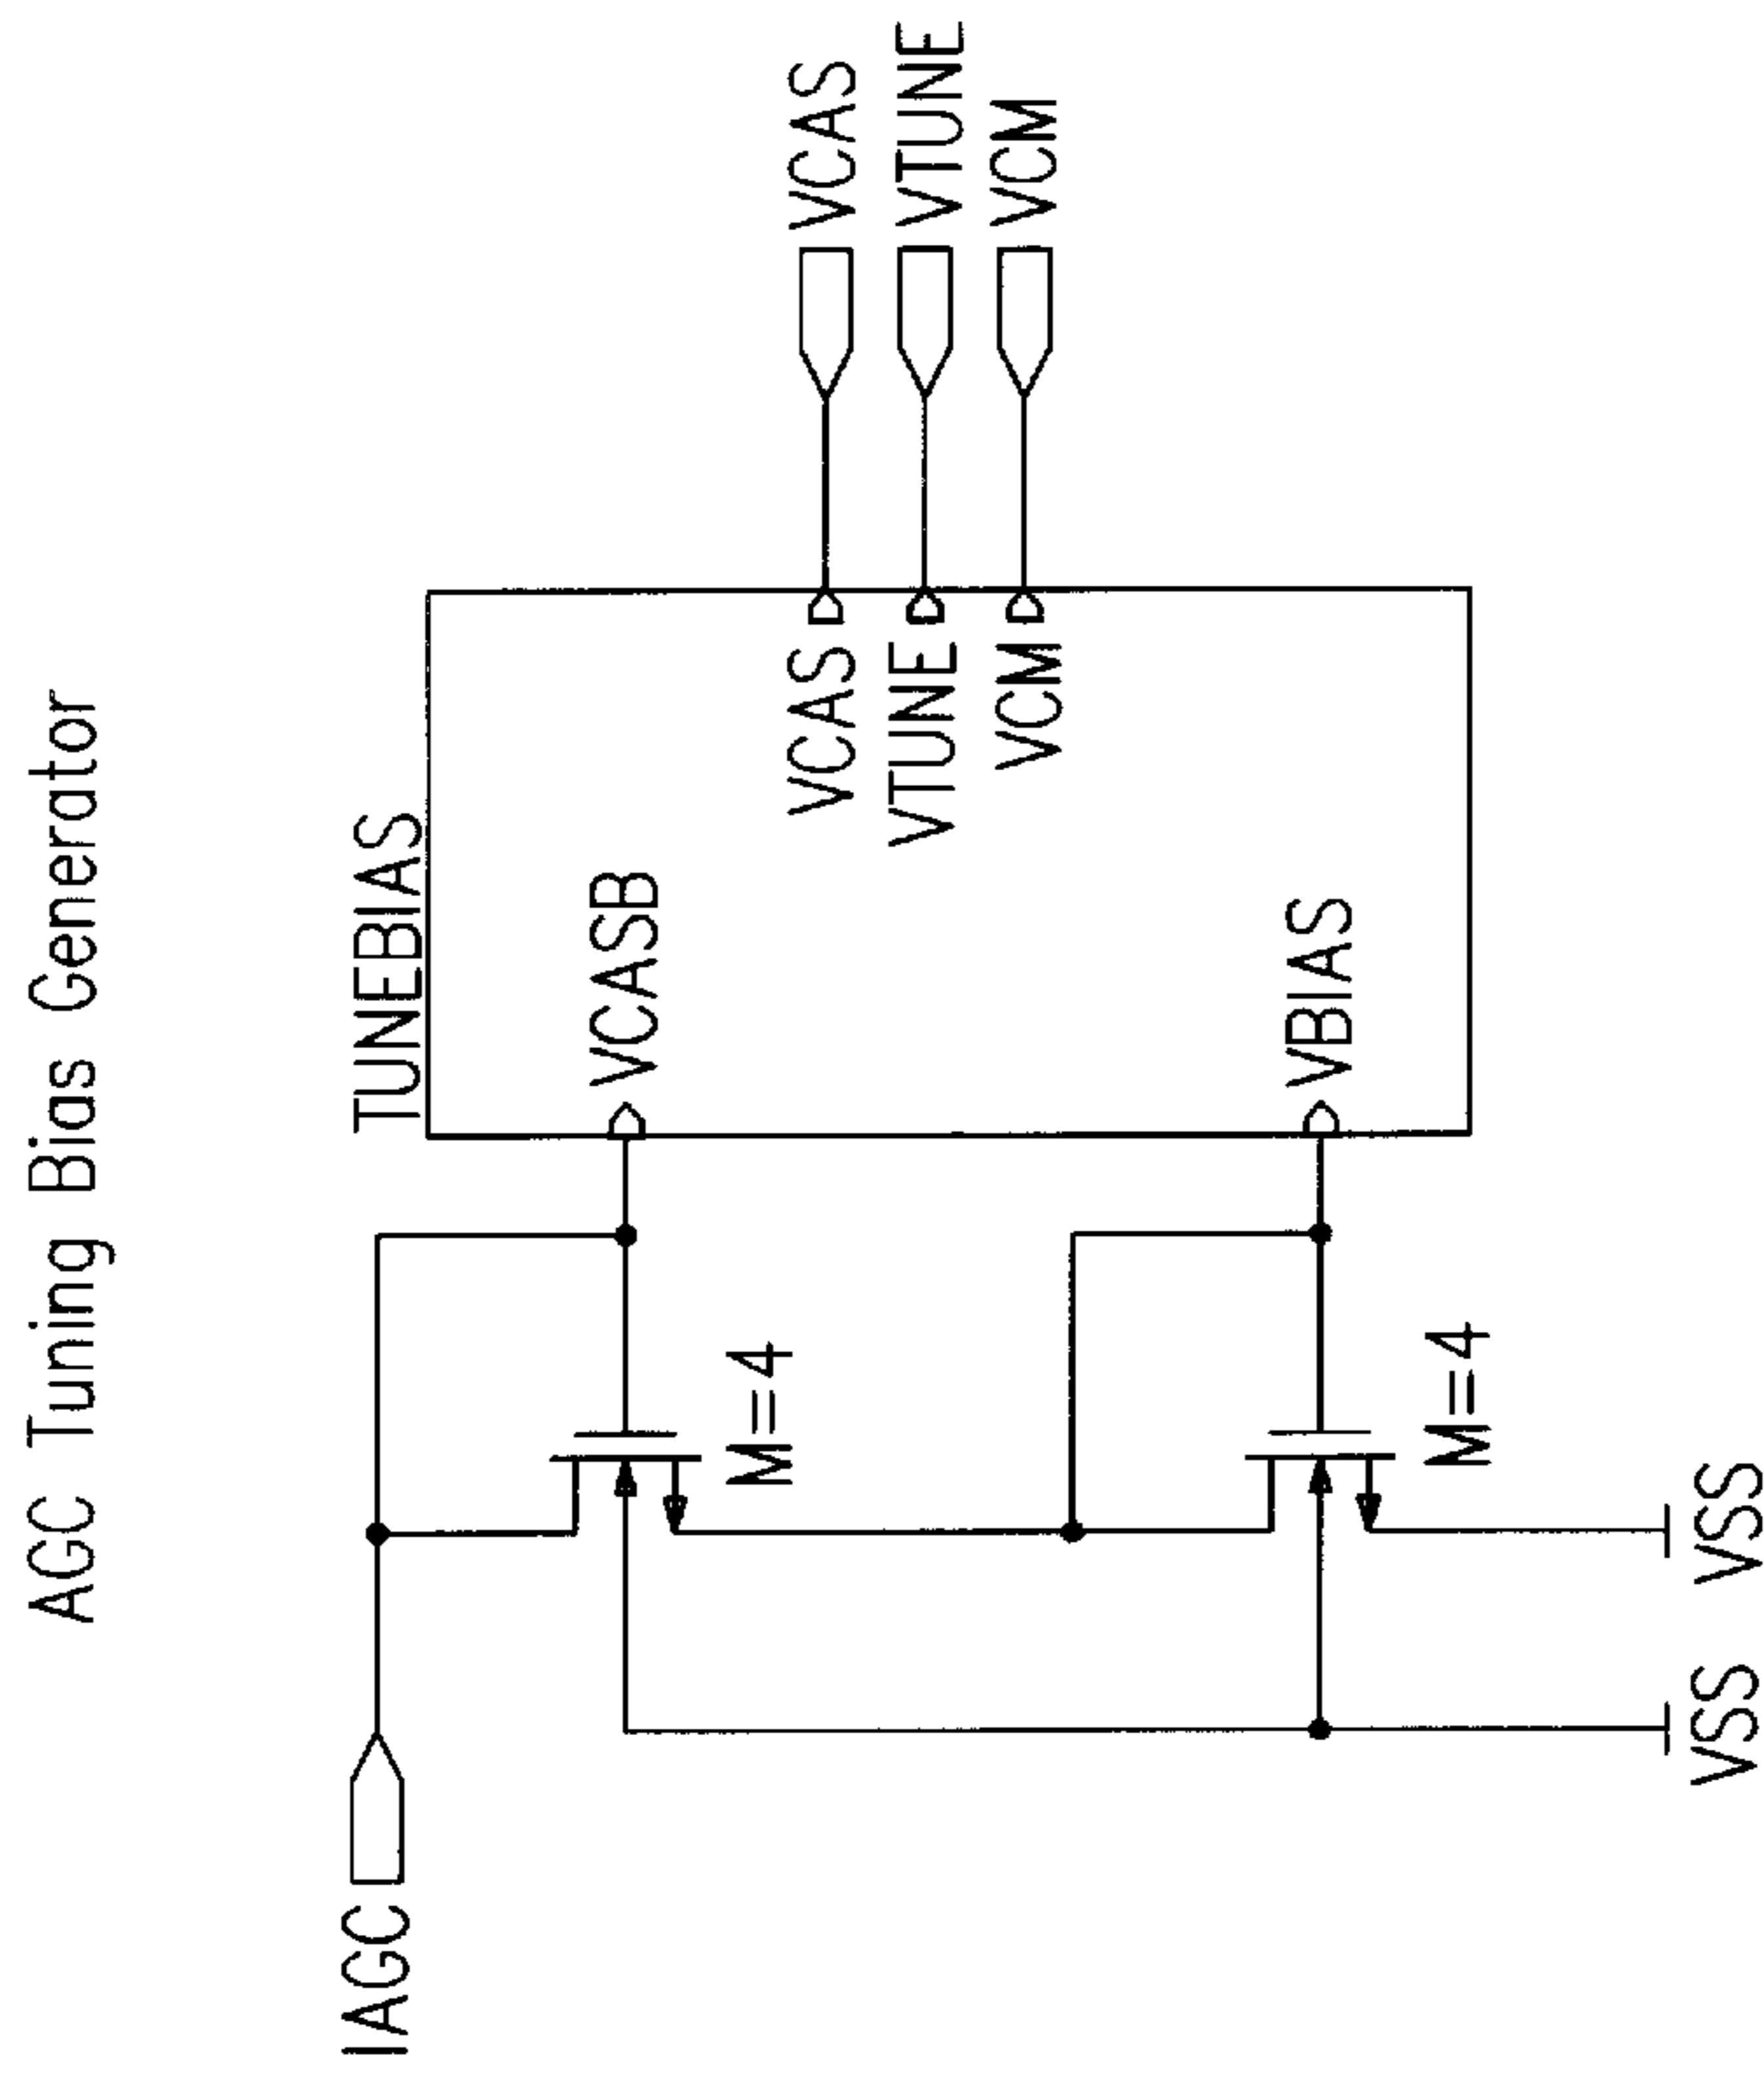 AGC Tuning Bias Generator
IAGC
TUNEBIAS
VCASB
VCAS
VCAS
VTUNE
VTUNE
VCM
VCM
M=4
VBIAS
M=4
VSS
VSS